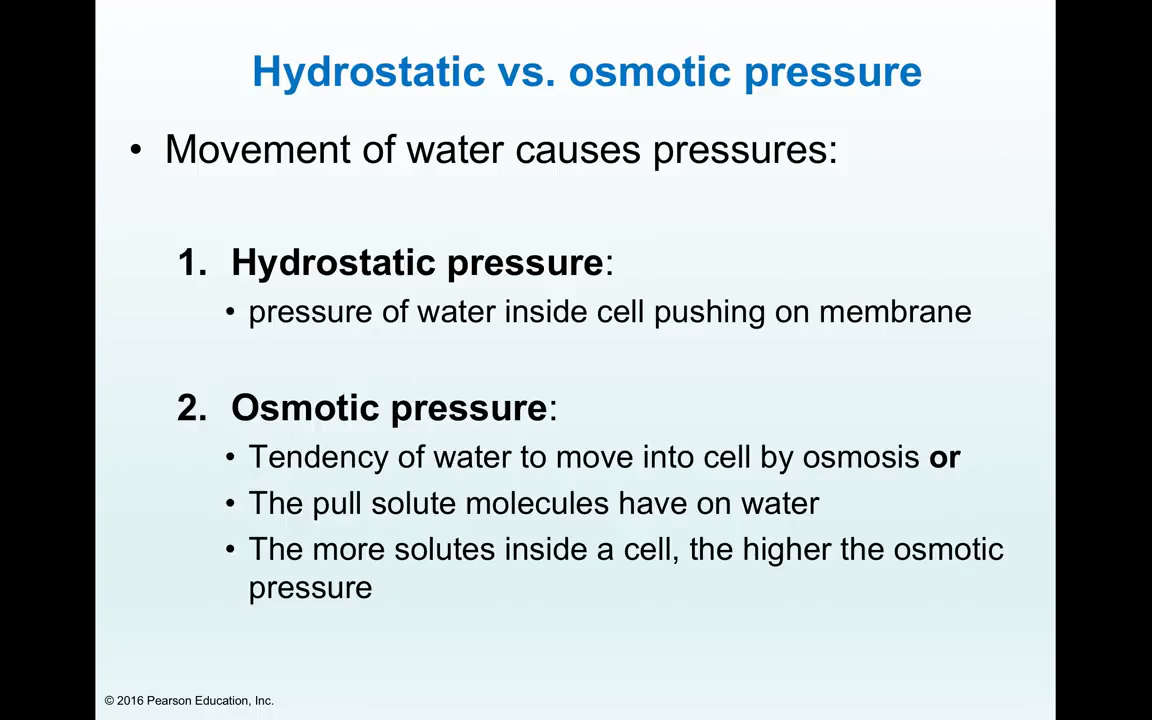 Hydrostatic vs. osmotic pressure
• Movement of water causes pressures:
1. Hydrostatic pressure:
• pressure of water inside cell pushing on membrane
2. Osmotic pressure:
• Tendency of water to move into cell by osmosis or
• The pull solute molecules have on water
• The more solutes inside a cell, the higher the osmotic
pressure
© 2016 Pearson Education, Inc.